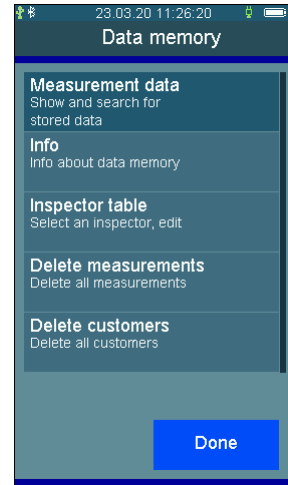 23.03.20 11:26:20
Data memory
Measurement data
Show and search for
stored data
Info
Info about data memory
Inspector table
Select an inspector, edit
Delete measurements
Delete all measurements
Delete customers
Delete all customers
Done